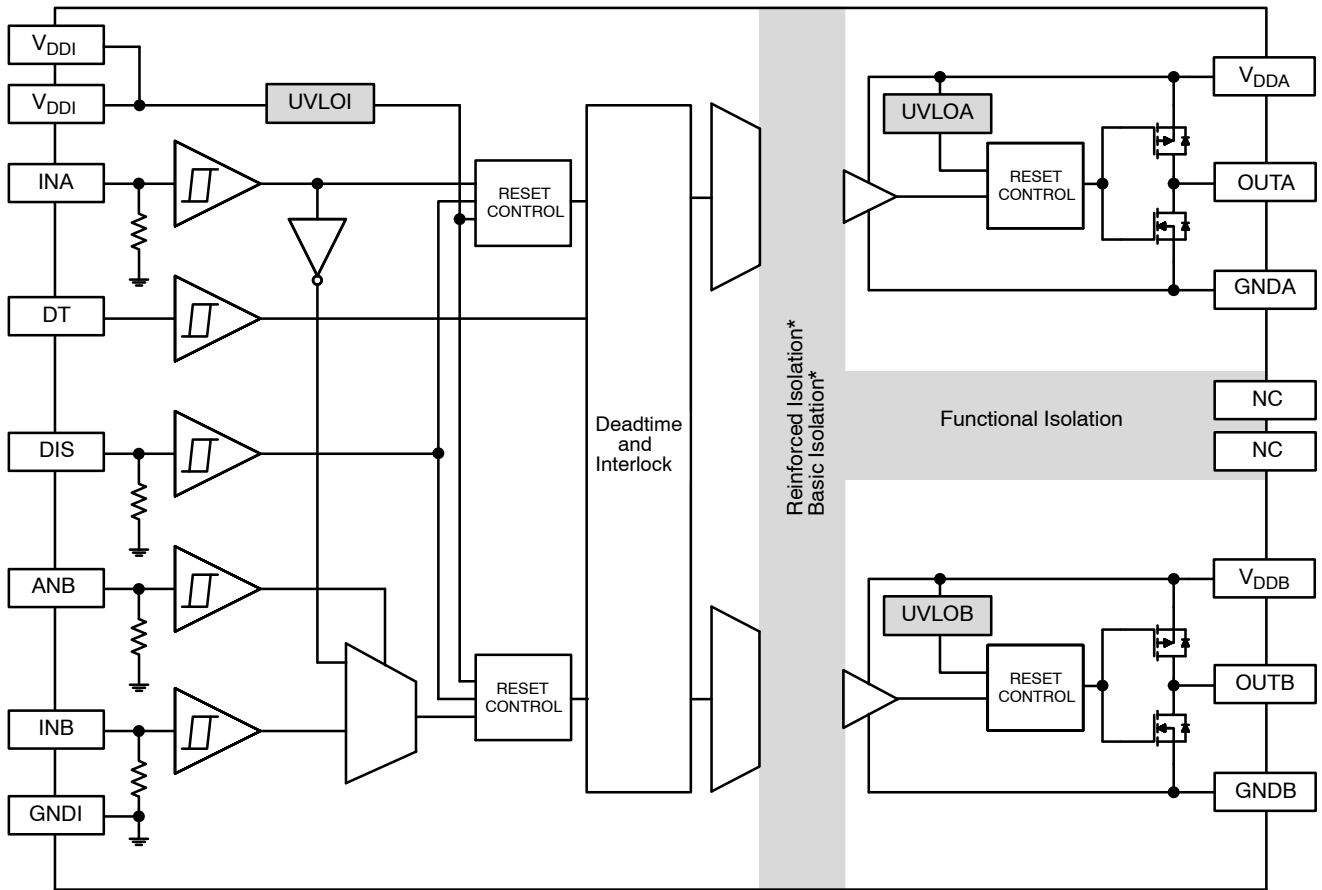 VDDI
VDDI
UVLOI
INA
RESET
CONTROL
DT
DIS
Deadtime
and
Interlock
ANB
INB
RESET
CONTROL
GNDI
Reinforced Isolation*
Basic Isolation*
VDDA
UVLOA
RESET
CONTROL
OUTA
GNDA
NC
Functional Isolation
NC
VDDB
UVLOB
RESET
CONTROL
OUTB
GNDB